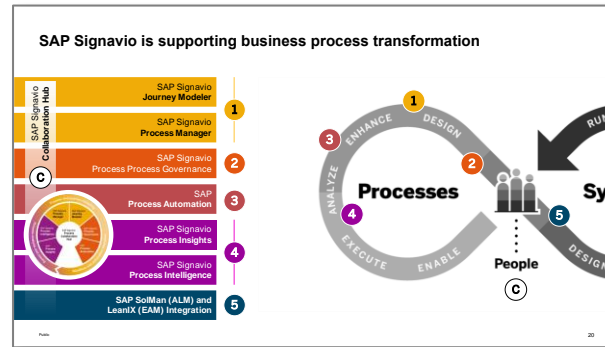 SAP Signavio is supporting business process transformation
SAP Signavio
Collaboration Hub
C
SAP Signavio
Journey Modeler
SAP Signavio
Process Manager
1
SAP Signavio
Process Process Governance
2
SAP
Process Automation
3
SAP Signavio
Process Insights
SAP Signavio
Process Intelligence
4
SAP SolMan (ALM) and
LeanIX (EAM) Integration
5
1
DESIGN
ENHANCE
3
ANALYZE
4
EXECUTE
ENABLE
2
Processes
RUN
Sy
5
DESIGN
People
C
Public
20